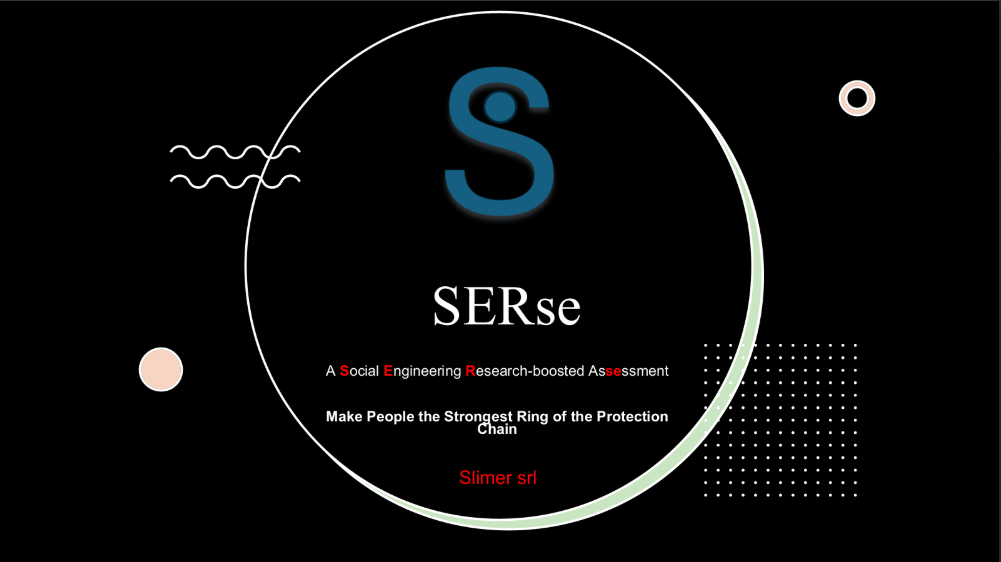 S
SERse
A Social Engineering Research-boosted Assessment
Make People the Strongest Ring of the Protection
Chain
Slimer srl